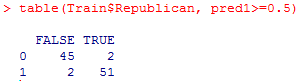 > table(Train$Republican, pred1>=0.5)
FALSE TRUE
0 45 2
1 2 51